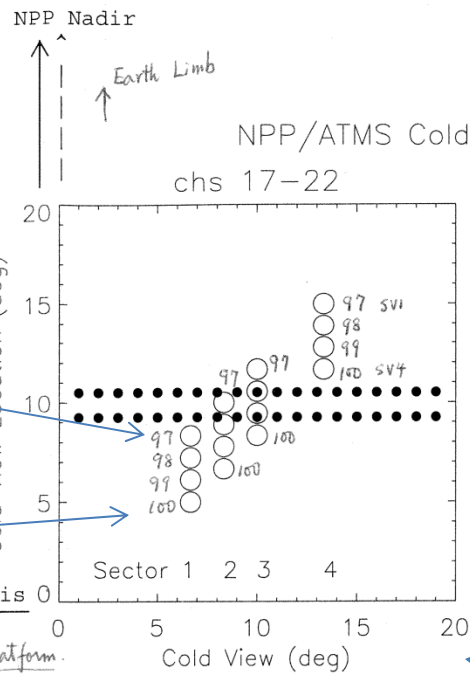 NPP Nadir
Earth Limb
NPP/ATMS Cold
chs 17-22
20
15
10
5
0
97 SV1
98
99
100 SV4
97
97
97
98
99
100
100
100
Sector 1 2 3 4
is
0 5 10 15 20
Cold View (deg)
atform.